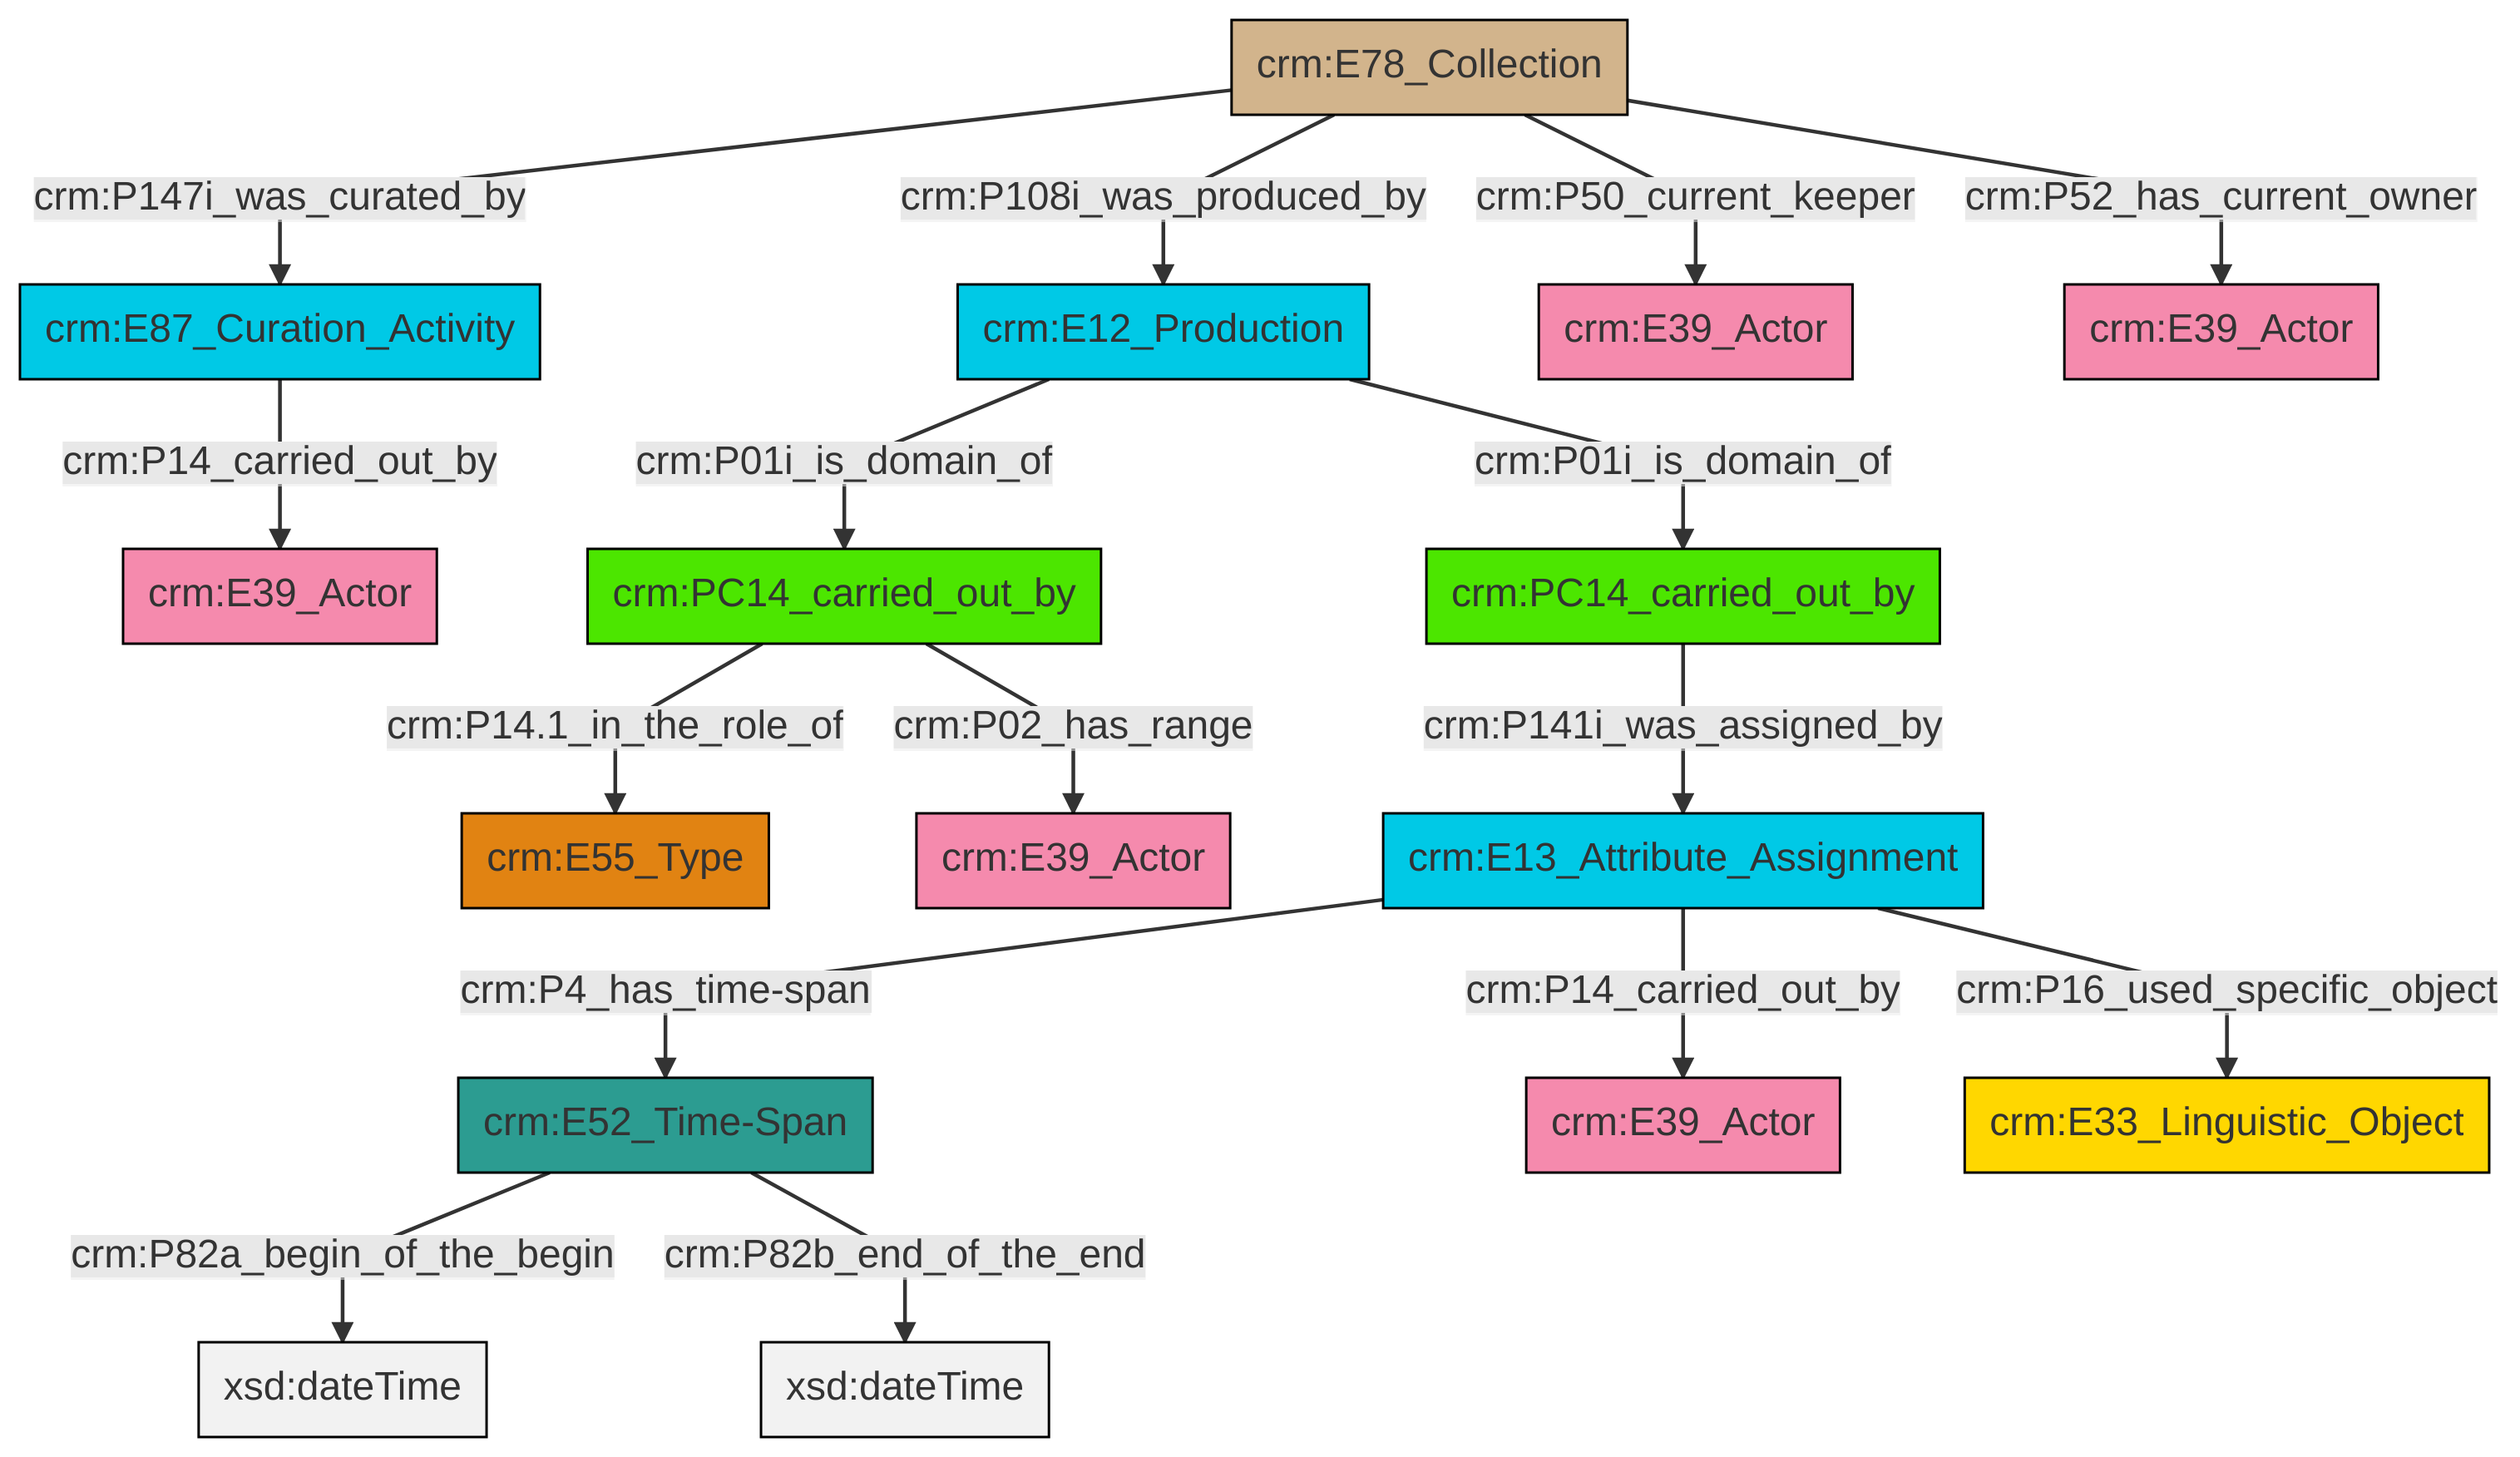 crm:E78_Collection
crm:P147i_was_curated_by
crm:P108i_was_produced_by
crm:P50_current_keeper
crm:P52_has_current_owner
crm:E87_Curation_Activity
crm:E12_Production
crm:E39_Actor
crm:E39_Actor
crm:P14_carried_out_by
crm:P01i_is_domain_of
crm:P01i_is_domain_of
crm:E39_Actor
crm:PC14_carried_out_by
crm:PC14_carried_out_by
crm:P14.1_in_the_role_of
crm:P02_has_range
crm:P141i_was_assigned_by
crm:E55_Type
crm:E39_Actor
crm:E13_Attribute_Assignment
crm:P4_has_time-span
crm:P14_carried_out_by
crm:P16_used_specific_object
crm:E52_Time-Span
crm:E39_Actor
crm:E33_Linguistic_Object
crm:P82a_begin_of_the_begin
crm:P82b_end_of_the_end
xsd:dateTime
xsd:dateTime